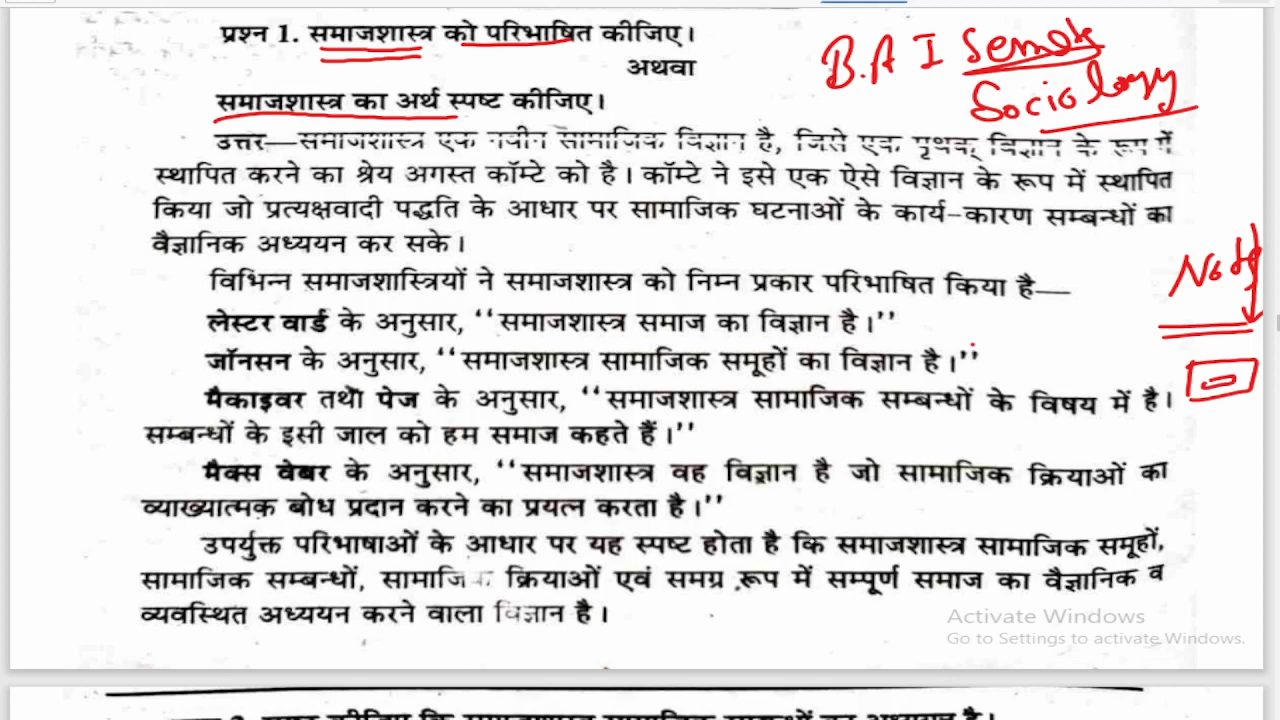 प्रश्न 1. समाजशास्त्र को परिभाषित कीजिए।
अथवा
समाजशास्त्र का अर्थ स्पष्ट कीजिए।
B.A I
Sociology
उत्तर—समाजशास्त्र एक नवीन सामाजिक विज्ञान है, जिसे एक पृथक् विज्ञान के रूप में
स्थापित करने का श्रेय अगस्त कॉम्टे को है। कॉम्टे ने इसे एक ऐसे विज्ञान के रूप में स्थापित
किया जो प्रत्यक्षवादी पद्धति के आधार पर सामाजिक घटनाओं के कार्य-कारण सम्बन्धों का
वैज्ञानिक अध्ययन कर सके।
विभिन्न समाजशास्त्रियों ने समाजशास्त्र को निम्न प्रकार परिभाषित किया है—
लेस्टर वार्ड के अनुसार, ‘‘समाजशास्त्र समाज का विज्ञान है।’’
जॉनसन के अनुसार, ‘‘समाजशास्त्र सामाजिक समूहों का विज्ञान है।’’
मैकाइवर तथा पेज के अनुसार, ‘‘समाजशास्त्र सामाजिक सम्बन्धों के विषय में है।
सम्बन्धों के इसी जाल को हम समाज कहते हैं।’’
मैक्स वेबर के अनुसार, ‘‘समाजशास्त्र वह विज्ञान है जो सामाजिक क्रियाओं का
व्याख्यात्मक बोध प्रदान करने का प्रयत्न करता है।’’
उपर्युक्त परिभाषाओं के आधार पर यह स्पष्ट होता है कि समाजशास्त्र सामाजिक समूहों,
सामाजिक सम्बन्धों, सामाजिक क्रियाओं एवं समग्र रूप में सम्पूर्ण समाज का वैज्ञानिक व
व्यवस्थित अध्ययन करने वाला विज्ञान है।
Activate Windows
Go to Settings to activate Windows.